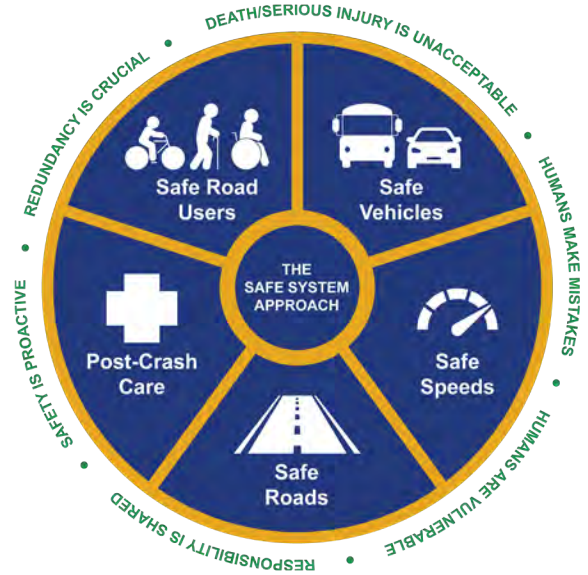 DEATH/SERIOUS INJURY IS UNACCEPTABLE
HUMANS MAKE MISTAKES
HUMANS ARE VULNERABLE
RESPONSIBILITY IS SHARED
SAFETY IS PROACTIVE
REDUNDANCY IS CRUCIAL
Safe Road
Users
Safe
Vehicles
THE
SAFE SYSTEM
APPROACH
Post-Crash
Care
Safe
Speeds
Safe
Roads